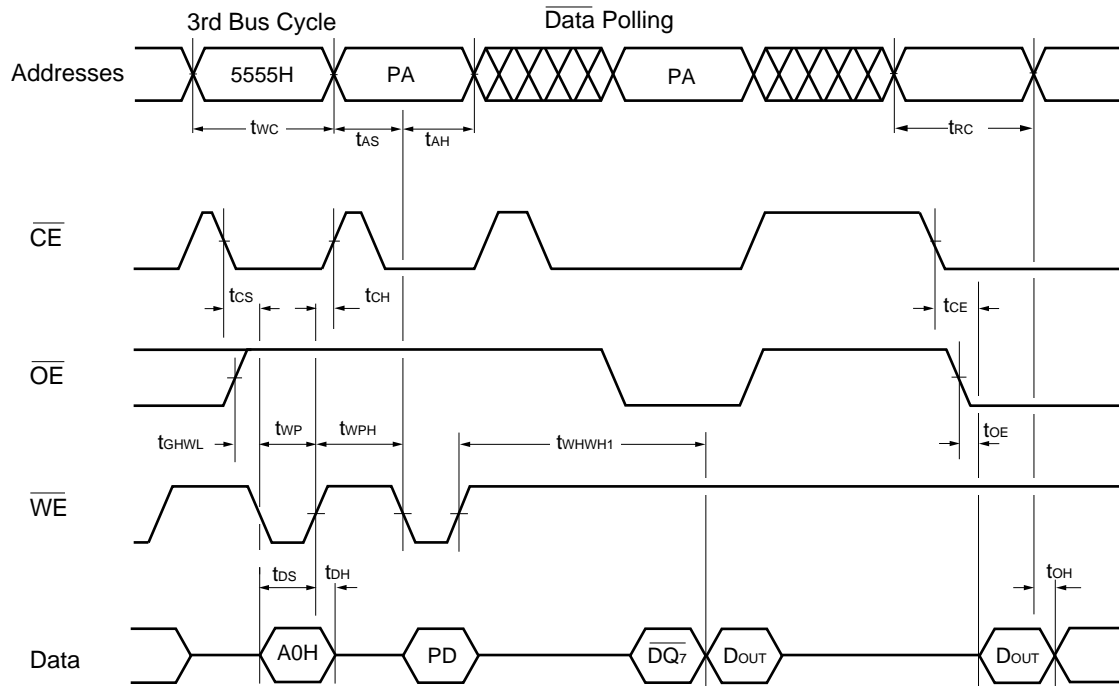 3rd Bus Cycle
Data Polling
Addresses
5555H
PA
PA
tWC
tAS
tAH
tRC
CE
tCS
tCH
tCE
OE
tGHWL
tWP
tWPH
tWHWH1
tOE
WE
tDS
tDH
tOH
Data
A0H
PD
DQ7
DOUT
DOUT